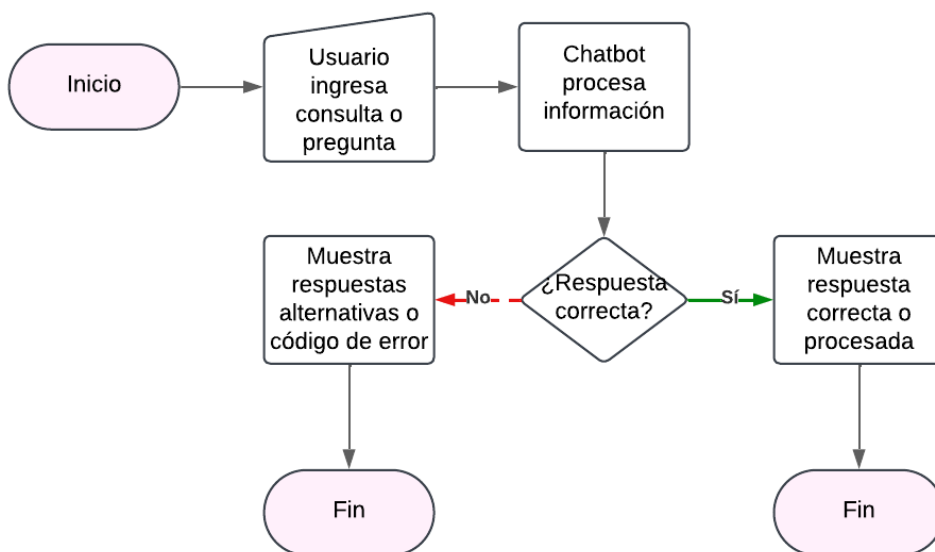 Inicio
Usuario
ingresa
consulta o
pregunta
Chatbot
procesa
información
¿Respuesta
correcta?
No
Sí
Muestra
respuestas
alternativas o
código de error
Muestra
respuesta
correcta o
procesada
Fin
Fin